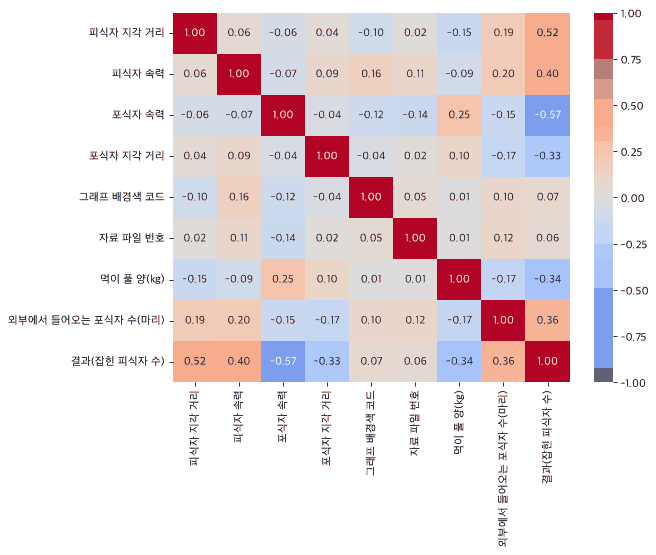 피식자 지각 거리 1.00 0.06 -0.06 0.04 -0.10 0.02 -0.15 0.19 0.52
피식자 속력 0.06 1.00 -0.07 0.09 0.16 0.11 -0.09 0.20 0.40
포식자 속력 -0.06 -0.07 1.00 -0.04 -0.12 -0.14 0.25 -0.15 -0.57
포식자 지각 거리 0.04 0.09 -0.04 1.00 -0.04 0.02 0.10 -0.17 -0.33
그래프 배경색 코드 -0.10 0.16 -0.12 -0.04 1.00 0.05 0.01 0.10 0.07
자료 파일 번호 0.02 0.11 -0.14 0.02 0.05 1.00 0.01 0.12 0.06
먹이 풀 양(kg) -0.15 -0.09 0.25 0.10 0.01 0.01 1.00 -0.17 -0.34
외부에서 들어오는 포식자 수(마리) 0.19 0.20 -0.15 -0.17 0.10 0.12 -0.17 1.00 0.36
결과(잡힌 피식자 수) 0.52 0.40 -0.57 -0.33 0.07 0.06 -0.34 0.36 1.00
피식자 지각 거리
피식자 속력
포식자 속력
포식자 지각 거리
그래프 배경색 코드
자료 파일 번호
먹이 풀 양(kg)
외부에서 들어오는 포식자 수(마리)
결과(잡힌 피식자 수)
1.00
0.75
0.50
0.25
0.00
-0.25
-0.50
-0.75
-1.00